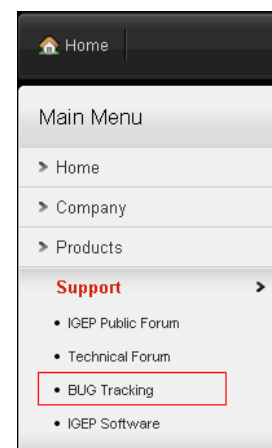 Home
Main Menu
Home
Company
Products
Support
IGEP Public Forum
Technical Forum
BUG Tracking
IGEP Software